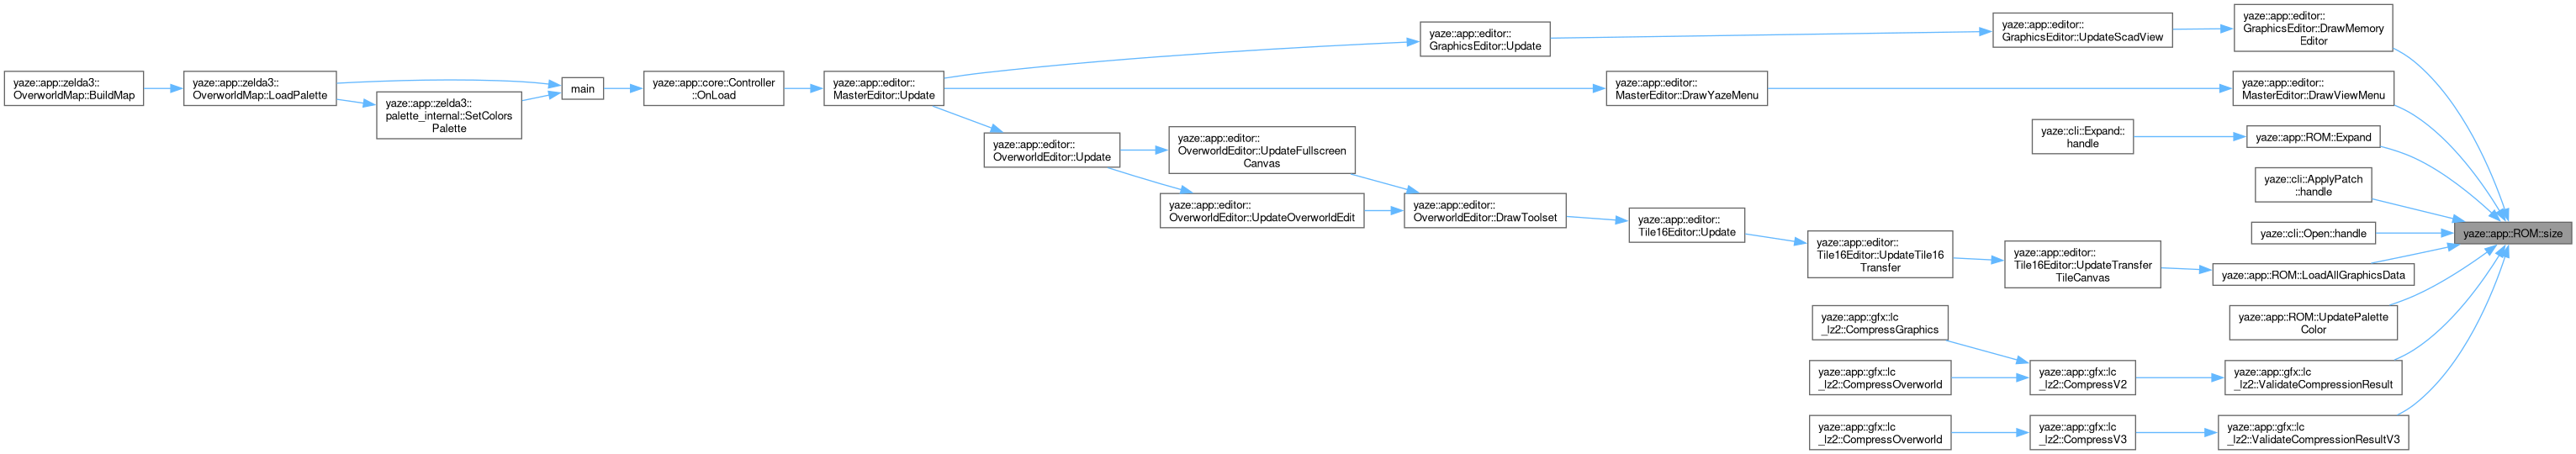 yaze::app::zelda3::
OverworldMap::BuildMap
yaze::app::zelda3::
OverworldMap::LoadPalette
yaze::app::zelda3::
palette_internal::SetColors
Palette
main
yaze::app::core::Controller
::OnLoad
yaze::app::editor::
MasterEditor::Update
yaze::app::editor::
GraphicsEditor::Update
yaze::app::editor::
GraphicsEditor::UpdateScadView
yaze::app::editor::
GraphicsEditor::DrawMemory
Editor
yaze::app::editor::
MasterEditor::DrawYazeMenu
yaze::app::editor::
MasterEditor::DrawViewMenu
yaze::app::editor::
OverworldEditor::Update
yaze::app::editor::
OverworldEditor::UpdateFullscreen
Canvas
yaze::app::editor::
OverworldEditor::UpdateOverworldEdit
yaze::app::editor::
OverworldEditor::DrawToolset
yaze::app::editor::
Tile16Editor::Update
yaze::app::editor::
Tile16Editor::UpdateTile16
Transfer
yaze::app::editor::
Tile16Editor::UpdateTransfer
TileCanvas
yaze::app::ROM::LoadAllGraphicsData
yaze::cli::Expand::
handle
yaze::app::ROM::Expand
yaze::cli::ApplyPatch
::handle
yaze::cli::Open::handle
yaze::app::ROM::size
yaze::app::ROM::UpdatePalette
Color
yaze::app::gfx::lc
_lz2::CompressGraphics
yaze::app::gfx::lc
_lz2::CompressOverworld
yaze::app::gfx::lc
_lz2::CompressV2
yaze::app::gfx::lc
_lz2::ValidateCompressionResult
yaze::app::gfx::lc
_lz2::CompressOverworld
yaze::app::gfx::lc
_lz2::CompressV3
yaze::app::gfx::lc
_lz2::ValidateCompressionResultV3